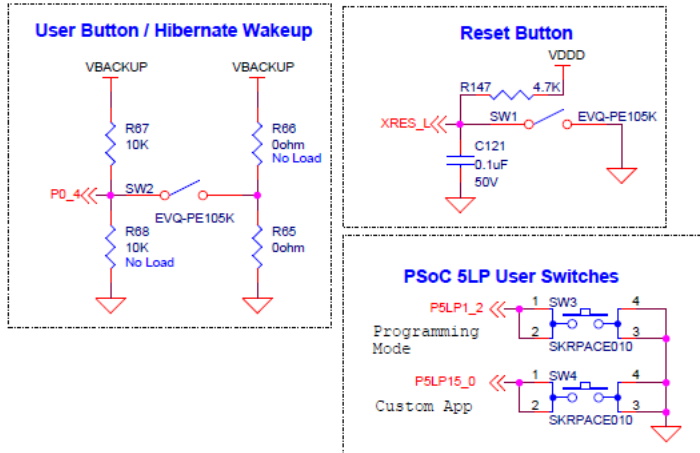 User Button / Hibernate Wakeup
VBACKUP
VBACKUP
R67
10K
R66
0ohm
No Load
P0_4
SW2
EVQ-PE105K
R68
10K
No Load
R65
0ohm
Reset Button
VDDD
R147
4.7K
XRES_L
SW1
EVQ-PE105K
C121
0.1uF
50V
PSoC 5LP User Switches
P5LP1_2
1
SW3
4
2
3
SKRPACE010
Programming
Mode
P5LP15_0
1
SW4
4
2
3
SKRPACE010
Custom App